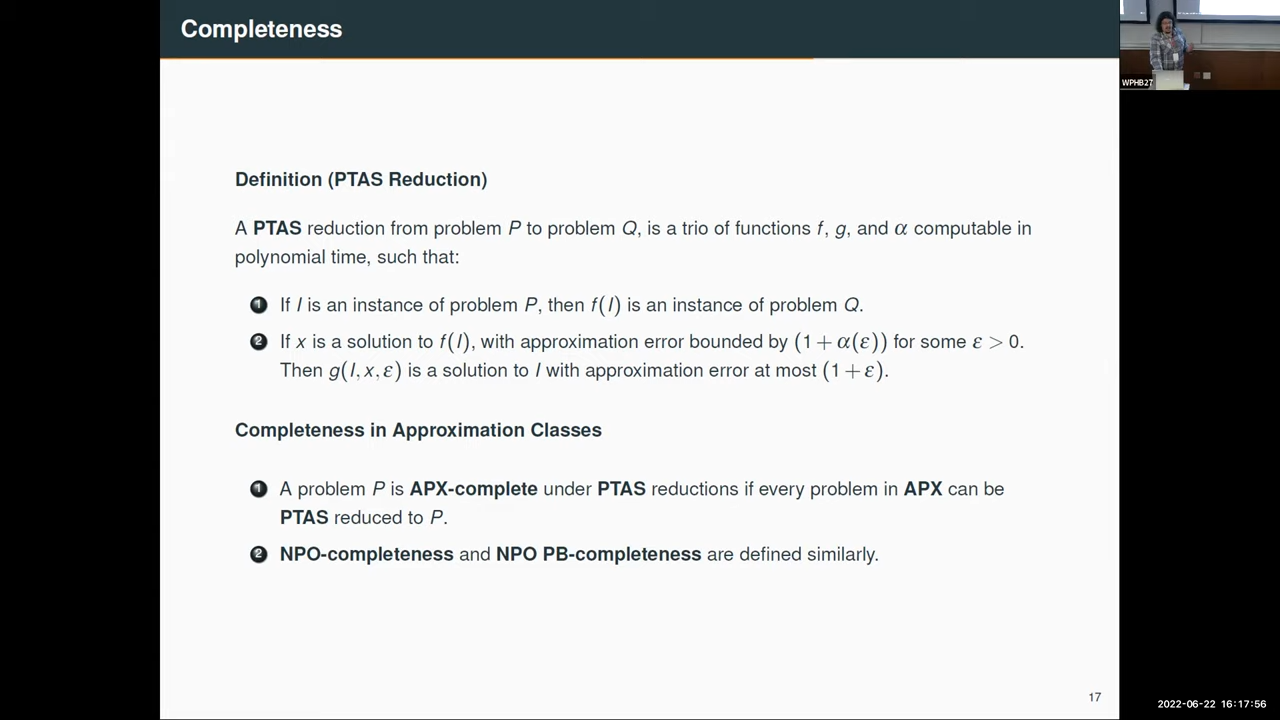 Completeness
WPHB27
Definition (PTAS Reduction)
A PTAS reduction from problem P to problem Q, is a trio of functions f, g, and α computable in
polynomial time, such that:
1 If I is an instance of problem P, then f(I) is an instance of problem Q.
2 If x is a solution to f(I), with approximation error bounded by (1 + α(ε)) for some ε > 0.
Then g(I, x, ε) is a solution to I with approximation error at most (1 + ε).
Completeness in Approximation Classes
1 A problem P is APX-complete under PTAS reductions if every problem in APX can be
PTAS reduced to P.
2 NPO-completeness and NPO PB-completeness are defined similarly.
17
2022-06-22 16:17:56